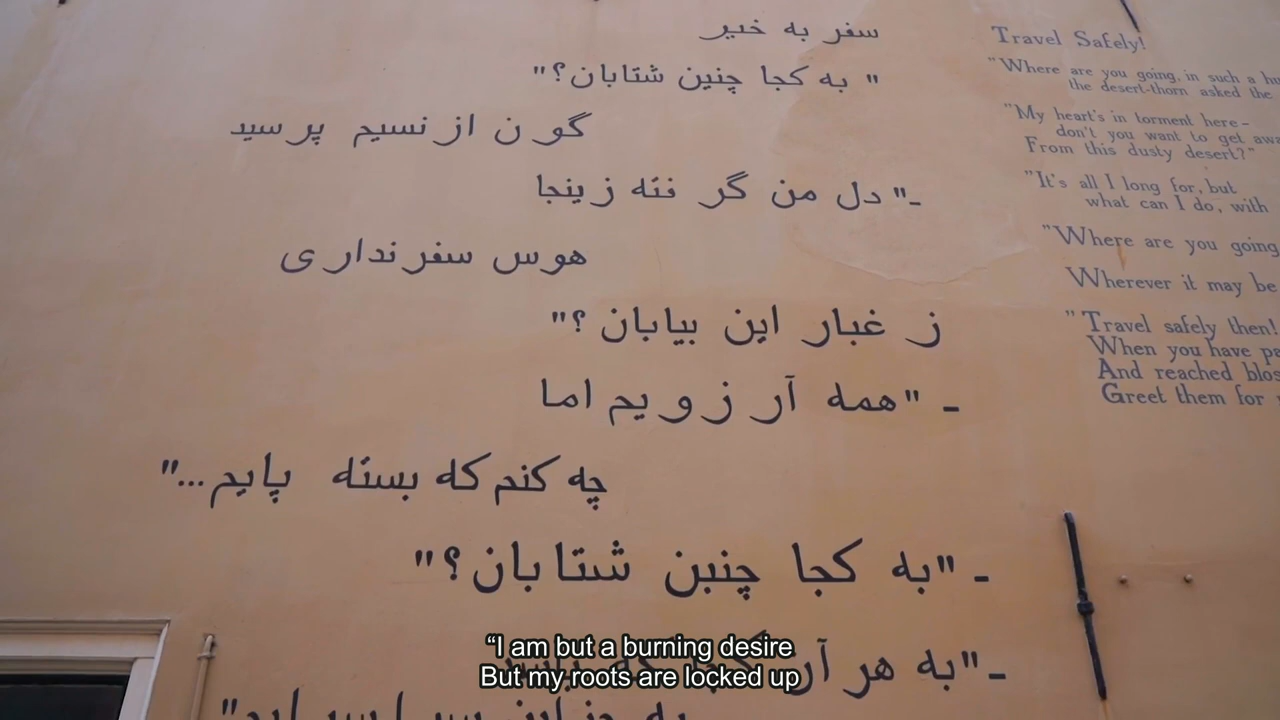 سفر به خیر
" به کجا چنین شتابان؟"
گون از نسیم پرسید
-" دل من گرفته زینجا
هوس سفر نداری
ز غبار این بیابان ؟"
- "همه آرزویم اما
چه کنم که بسته پایم..."
- "به کجا چنین شتابان؟"
- "به هر آن
Travel Safely!
"Where are you going, in such a
the desert-thorn asked the
"My heart's in torment here –
don't you want to get
From this dusty desert?"
"It's all I long for, but
what can I do, with
"Where are you going
Wherever it may be
"Travel safely then!
When you have
And reached
Greet them for
“I am but a burning desire
But my roots are locked up